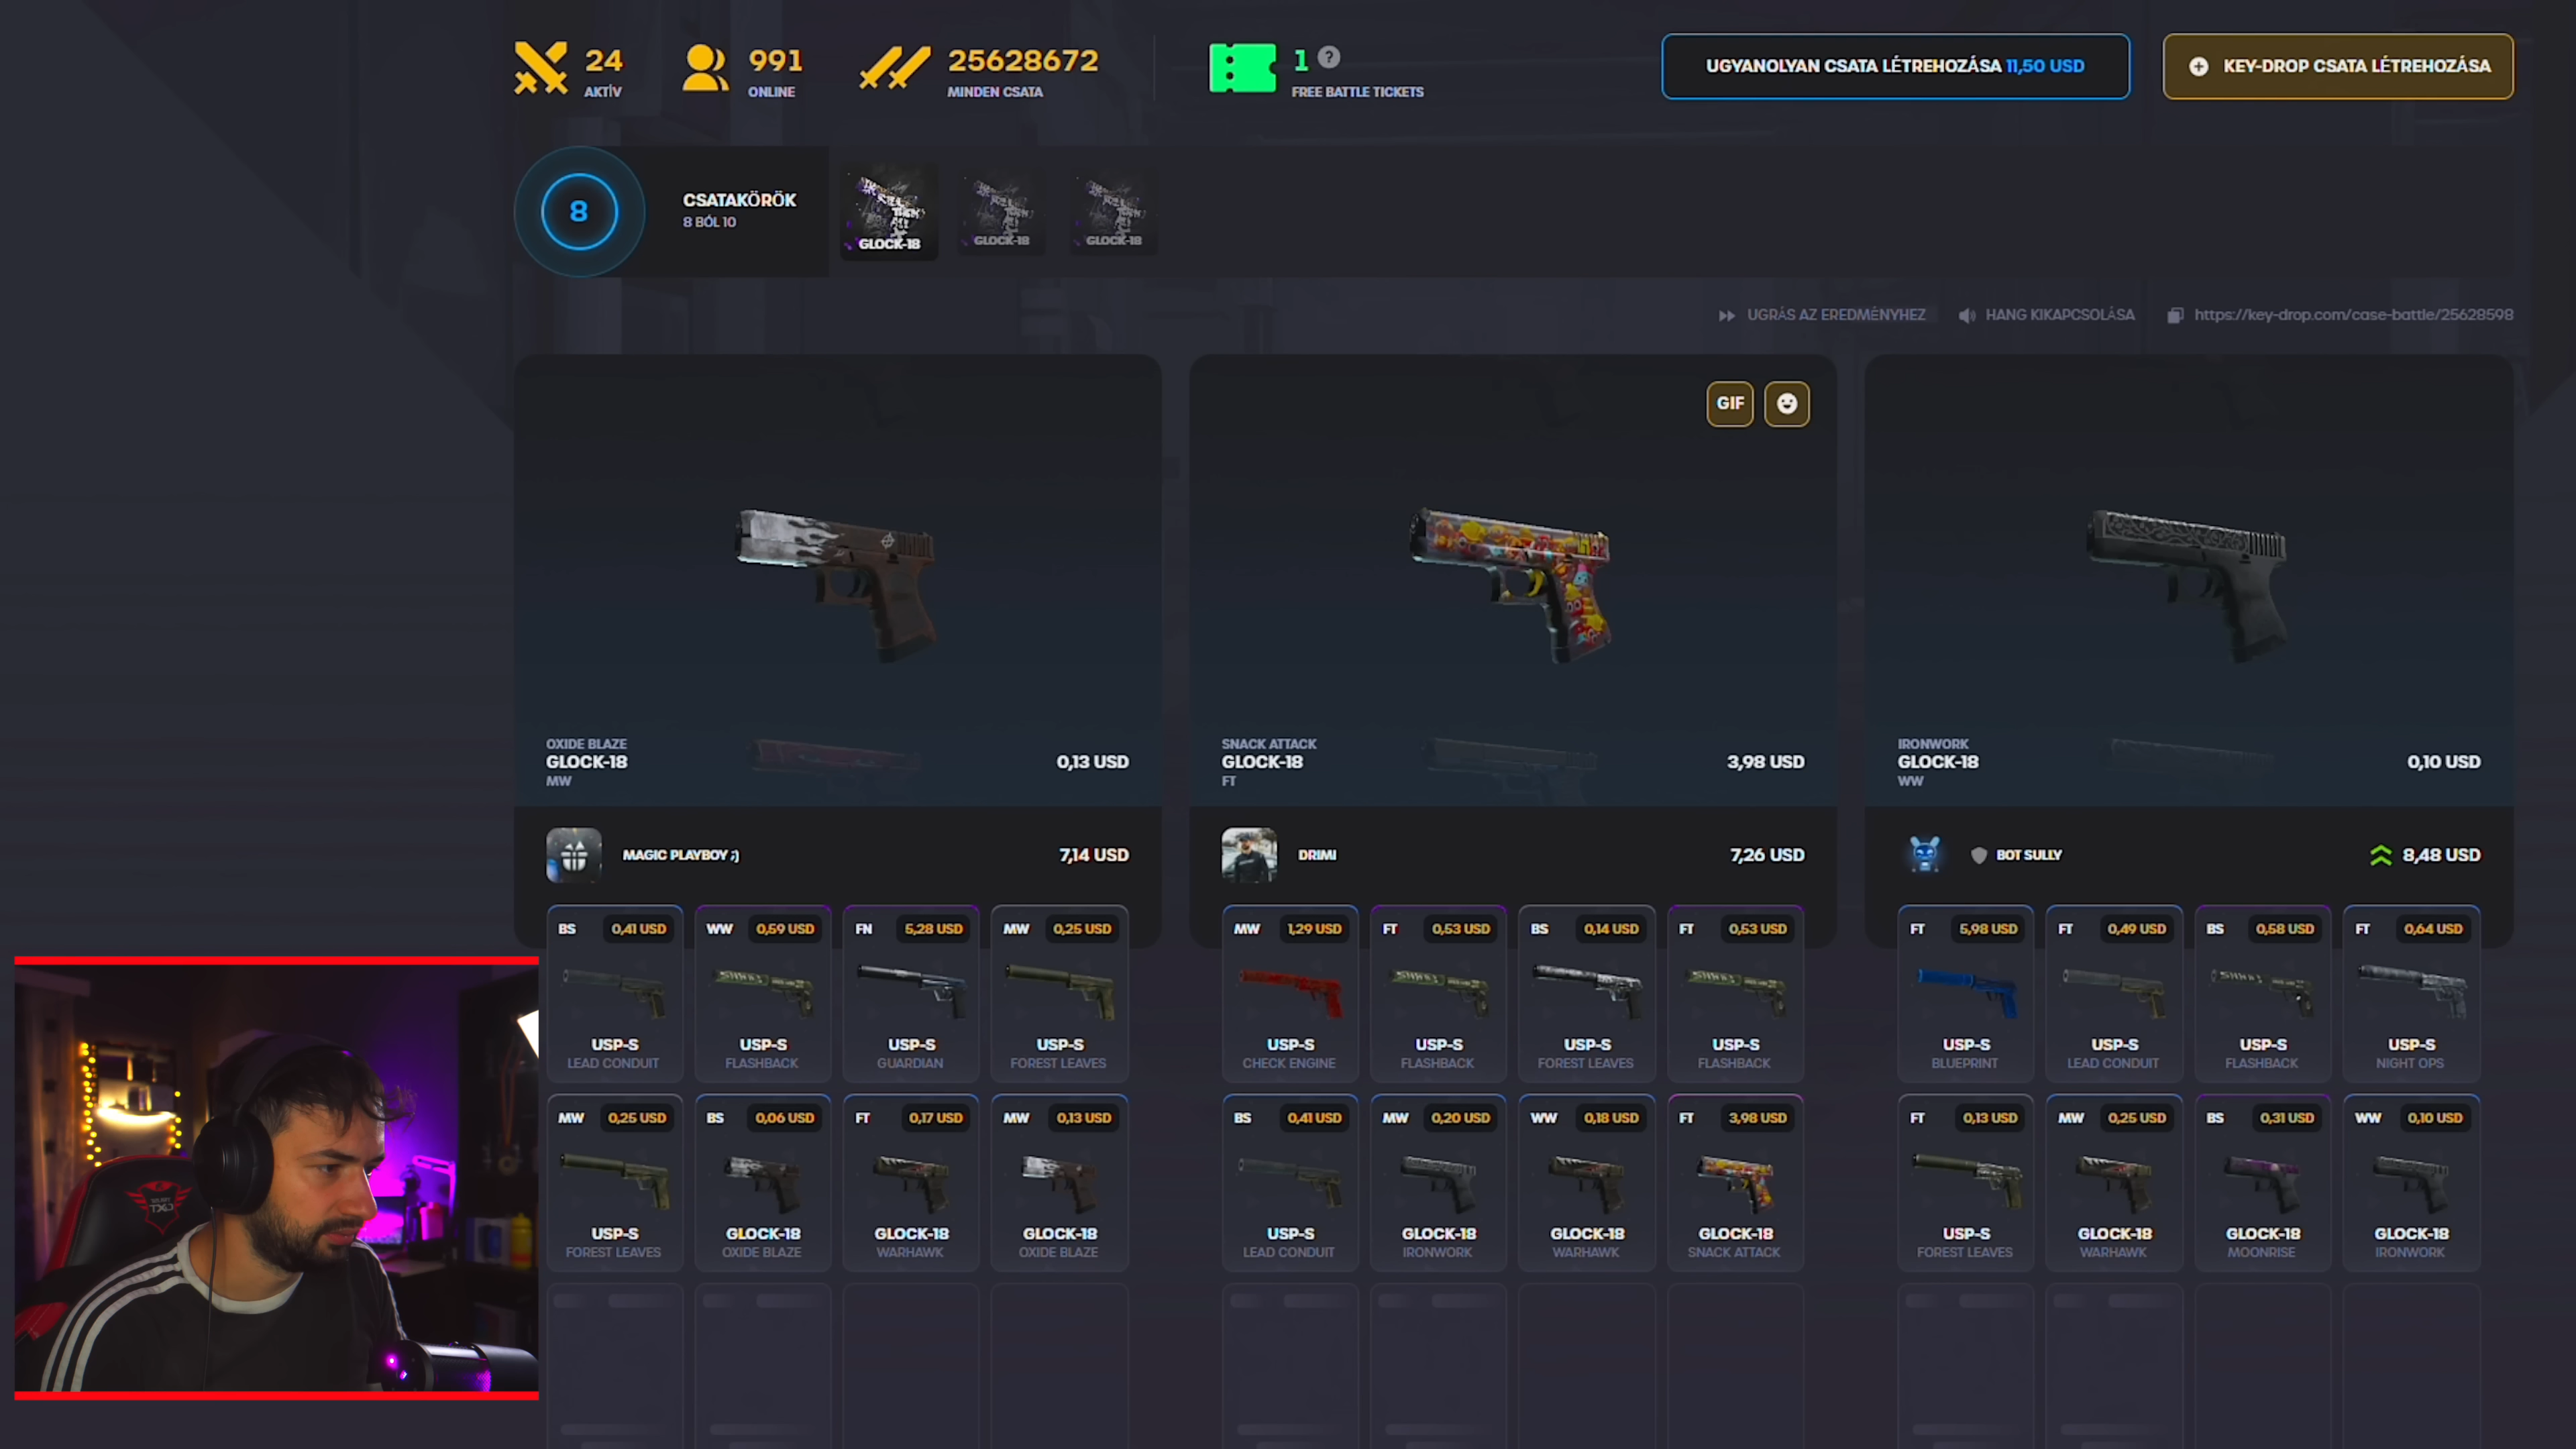 24
AKTÍV
991
ONLINE
25628672
MINDEN CSATA
1 ?
FREE BATTLE TICKETS
UGYANOLYAN CSATA LÉTREHOZÁSA 11,50 USD
KEY-DROP CSATA LÉTREHOZÁSA
8
CSATAKÖRÖK
8 BÓL 10
GLOCK-18
GLOCK-18
GLOCK-18
UGRÁS AZ EREDMÉNYHEZ
HANG KIKAPCSOLÁSA
https://key-drop.com/case-battle/25628598
OXIDE BLAZE
GLOCK-18
MW
0,13 USD
GIF
SNACK ATTACK
GLOCK-18
FT
3,98 USD
IRONWORK
GLOCK-18
WW
0,10 USD
MAGIC PLAYBOY ;)
7,14 USD
DRIMI
7,26 USD
BOT SULLY
8,48 USD
BS 0,41 USD
USP-S
LEAD CONDUIT
WW 0,59 USD
USP-S
FLASHBACK
FN 5,28 USD
USP-S
GUARDIAN
MW 0,25 USD
USP-S
FOREST LEAVES
MW 0,25 USD
USP-S
FOREST LEAVES
BS 0,06 USD
GLOCK-18
OXIDE BLAZE
FT 0,17 USD
GLOCK-18
WARHAWK
MW 0,13 USD
GLOCK-18
OXIDE BLAZE
MW 1,29 USD
USP-S
CHECK ENGINE
FT 0,53 USD
USP-S
FLASHBACK
BS 0,14 USD
USP-S
FOREST LEAVES
FT 0,53 USD
USP-S
FLASHBACK
BS 0,41 USD
USP-S
LEAD CONDUIT
MW 0,20 USD
GLOCK-18
IRONWORK
WW 0,18 USD
GLOCK-18
WARHAWK
FT 3,98 USD
GLOCK-18
SNACK ATTACK
FT 5,98 USD
USP-S
BLUEPRINT
FT 0,49 USD
USP-S
LEAD CONDUIT
BS 0,58 USD
USP-S
FLASHBACK
FT 0,64 USD
USP-S
NIGHT OPS
FT 0,13 USD
USP-S
FOREST LEAVES
MW 0,25 USD
GLOCK-18
WARHAWK
BS 0,31 USD
GLOCK-18
MOONRISE
WW 0,10 USD
GLOCK-18
IRONWORK